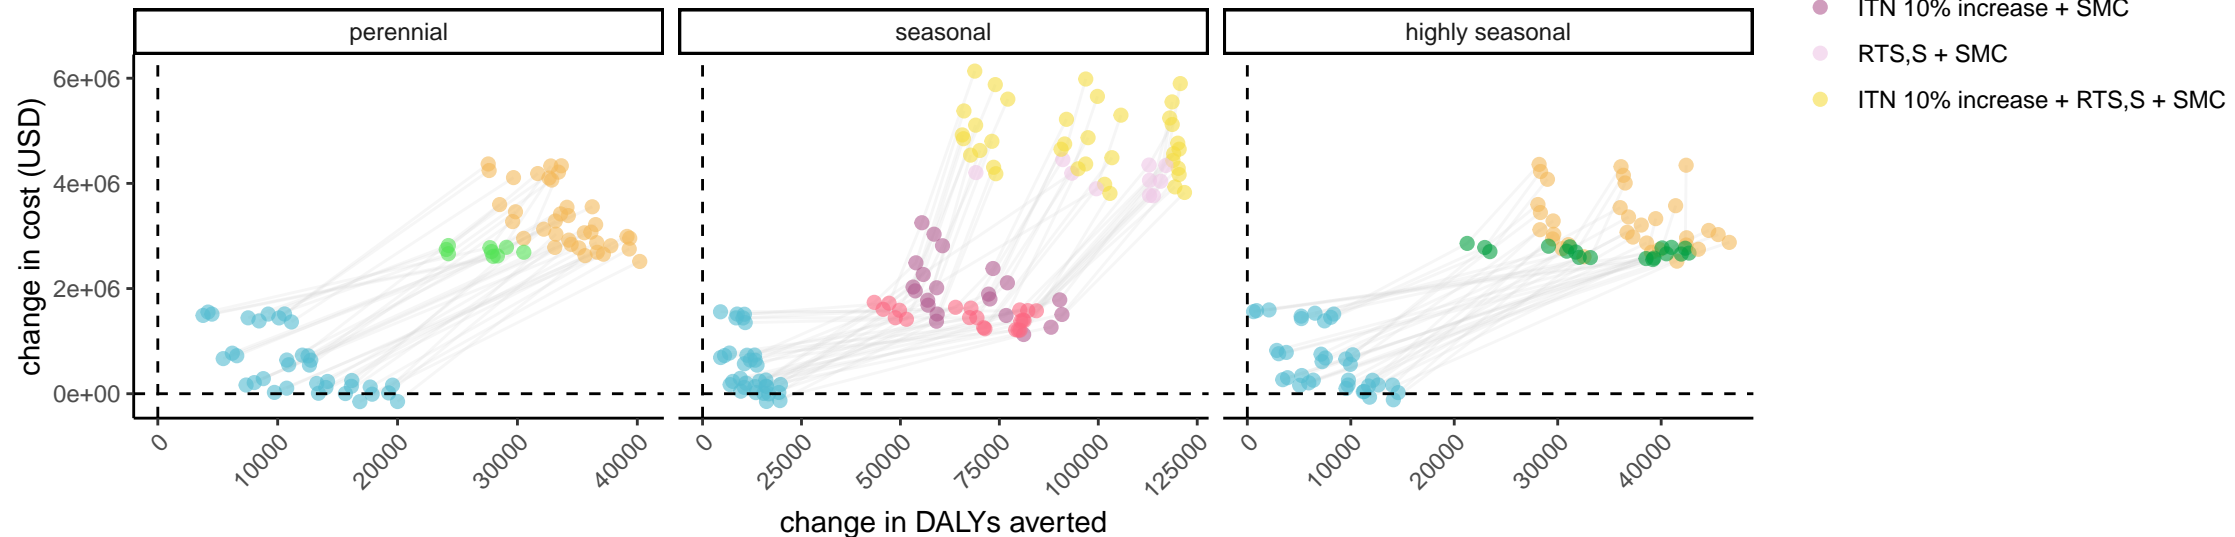 ITN 10% increase + SMC
RTS,S + SMC
ITN 10% increase + RTS,S + SMC
perennial
seasonal
highly seasonal
change in cost (USD)
6e+06
4e+06
2e+06
0e+00
0 10000 20000 30000 40000
0 25000 50000 75000 100000 125000
0 10000 20000 30000 40000
change in DALYs averted